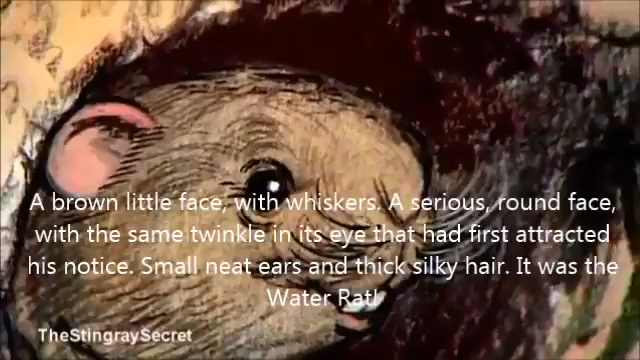 A brown little face, with whiskers. A serious, round face,
with the same twinkle in its eye that had first attracted
his notice. Small neat ears and thick silky hair. It was the
Water Rat!
TheStingraySecret